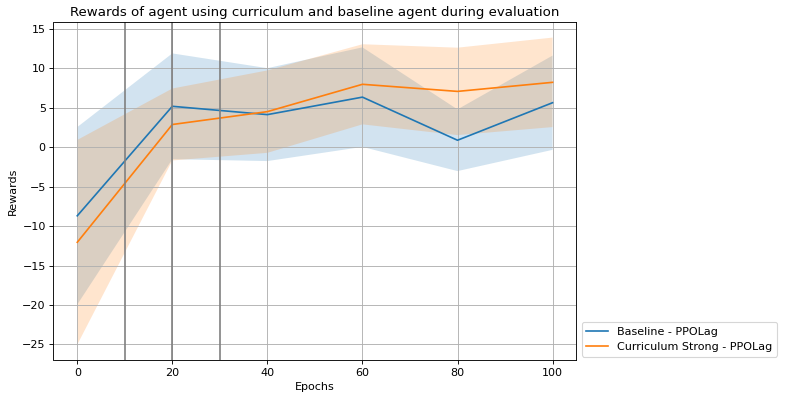 Rewards of agent using curriculum and baseline agent during evaluation
15
10
5
0
−5
−10
−15
−20
−25
Rewards
0 20 40 60 80 100
Epochs
Baseline - PPOLag
Curriculum Strong - PPOLag